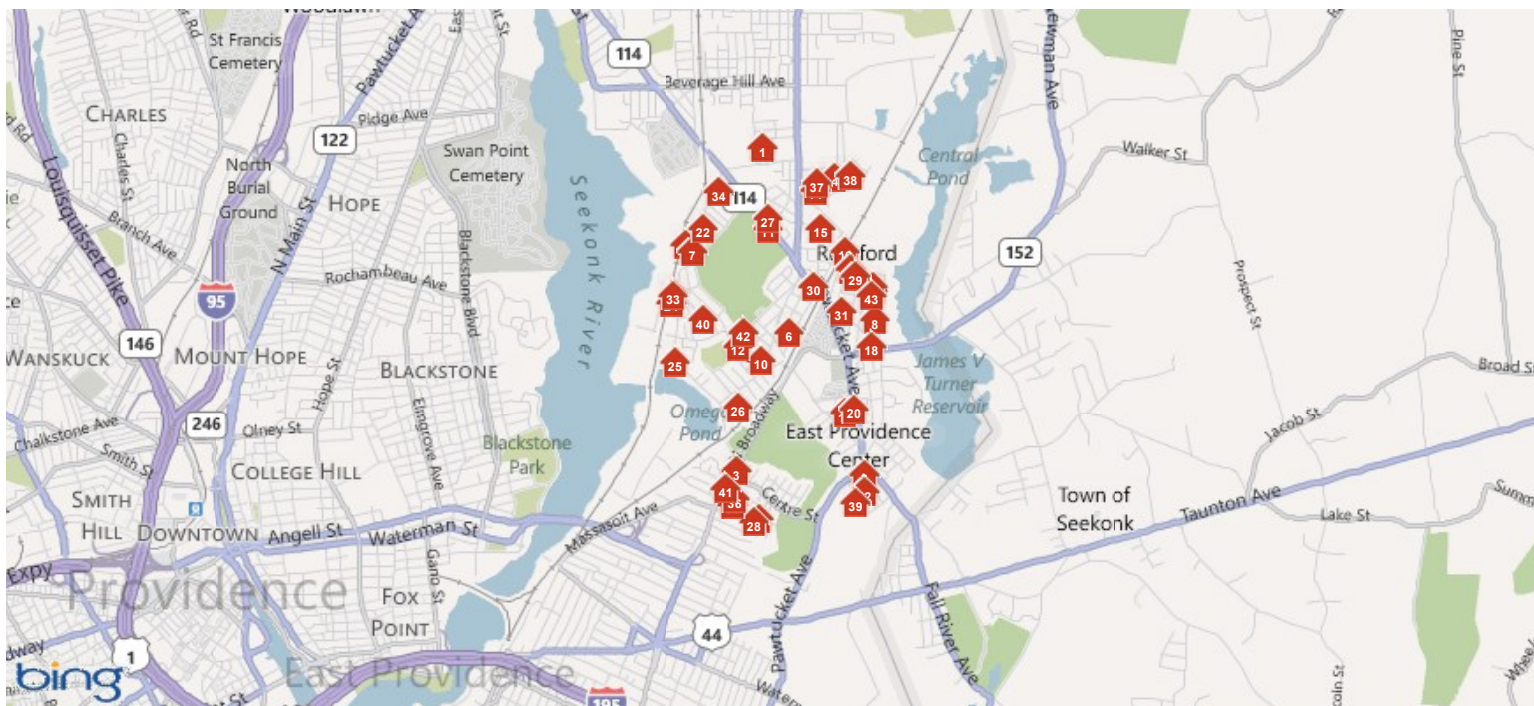 St Francis
Cemetery
Pawtucket Ave
114
Beverage Hill Ave
Newman Ave
Pine St
CHARLES
Charles St
122
Pidge Ave
Swan Point
Cemetery
Central
Pond
Walker St
1
North
Burial
Ground
HOPE
N Main St
Louisquisset Pike
Branch Ave
Blackstone Blvd
Seekonk River
34
114
37
38
27
22
15
7
152
Rochambeau Ave
95
29
43
30
33
31
8
40
42
6
12
18
10
25
146
WANSKUCK
MOUNT HOPE
BLACKSTONE
Hope St
James V
Turner
Reservoir
Prospect St
Broad St
26
20
Omega
Pond
Broadway
246
Chalkstone Ave
Smith St
Olney St
Elmgrove Ave
COLLEGE HILL
Blackstone
Park
East Providence
Center
Jacob St
3
41
36
28
39
Centre St
Massasoit Ave
SMITH
HILL
DOWNTOWN
Angell St
Waterman St
Town of
Seekonk
Taunton Ave
Lake St
Expy
Providence
Gano St
FOX
POINT
44
Pawtucket Ave
Fall River Ave
1
bing
East Providence
195